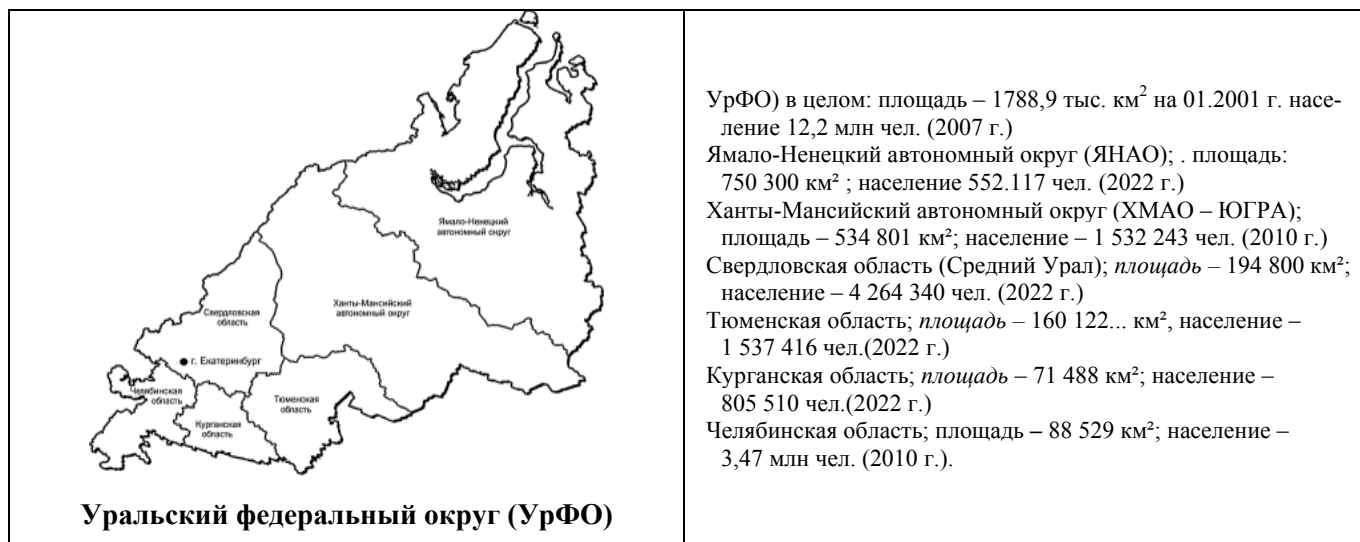 Ямало-Ненецкий
автономный округ
Ханты-Мансийский
автономный округ
Свердловская
область
г. Екатеринбург
Челябинская
область
Тюменская
область
Курганская
область
Уральский федеральный округ (УрФО)
УрФО) в целом: площадь – 1788,9 тыс. км² на 01.2001 г. насе-
ление 12,2 млн чел. (2007 г.)
Ямало-Ненецкий автономный округ (ЯНАО); . площадь:
750 300 км² ; население 552.117 чел. (2022 г.)
Ханты-Мансийский автономный округ (ХМАО – ЮГРА);
площадь – 534 801 км²; население – 1 532 243 чел. (2010 г.)
Свердловская область (Средний Урал); площадь – 194 800 км²;
население – 4 264 340 чел. (2022 г.)
Тюменская область; площадь – 160 122... км², население –
1 537 416 чел.(2022 г.)
Курганская область; площадь – 71 488 км²; население –
805 510 чел.(2022 г.)
Челябинская область; площадь – 88 529 км²; население –
3,47 млн чел. (2010 г.).